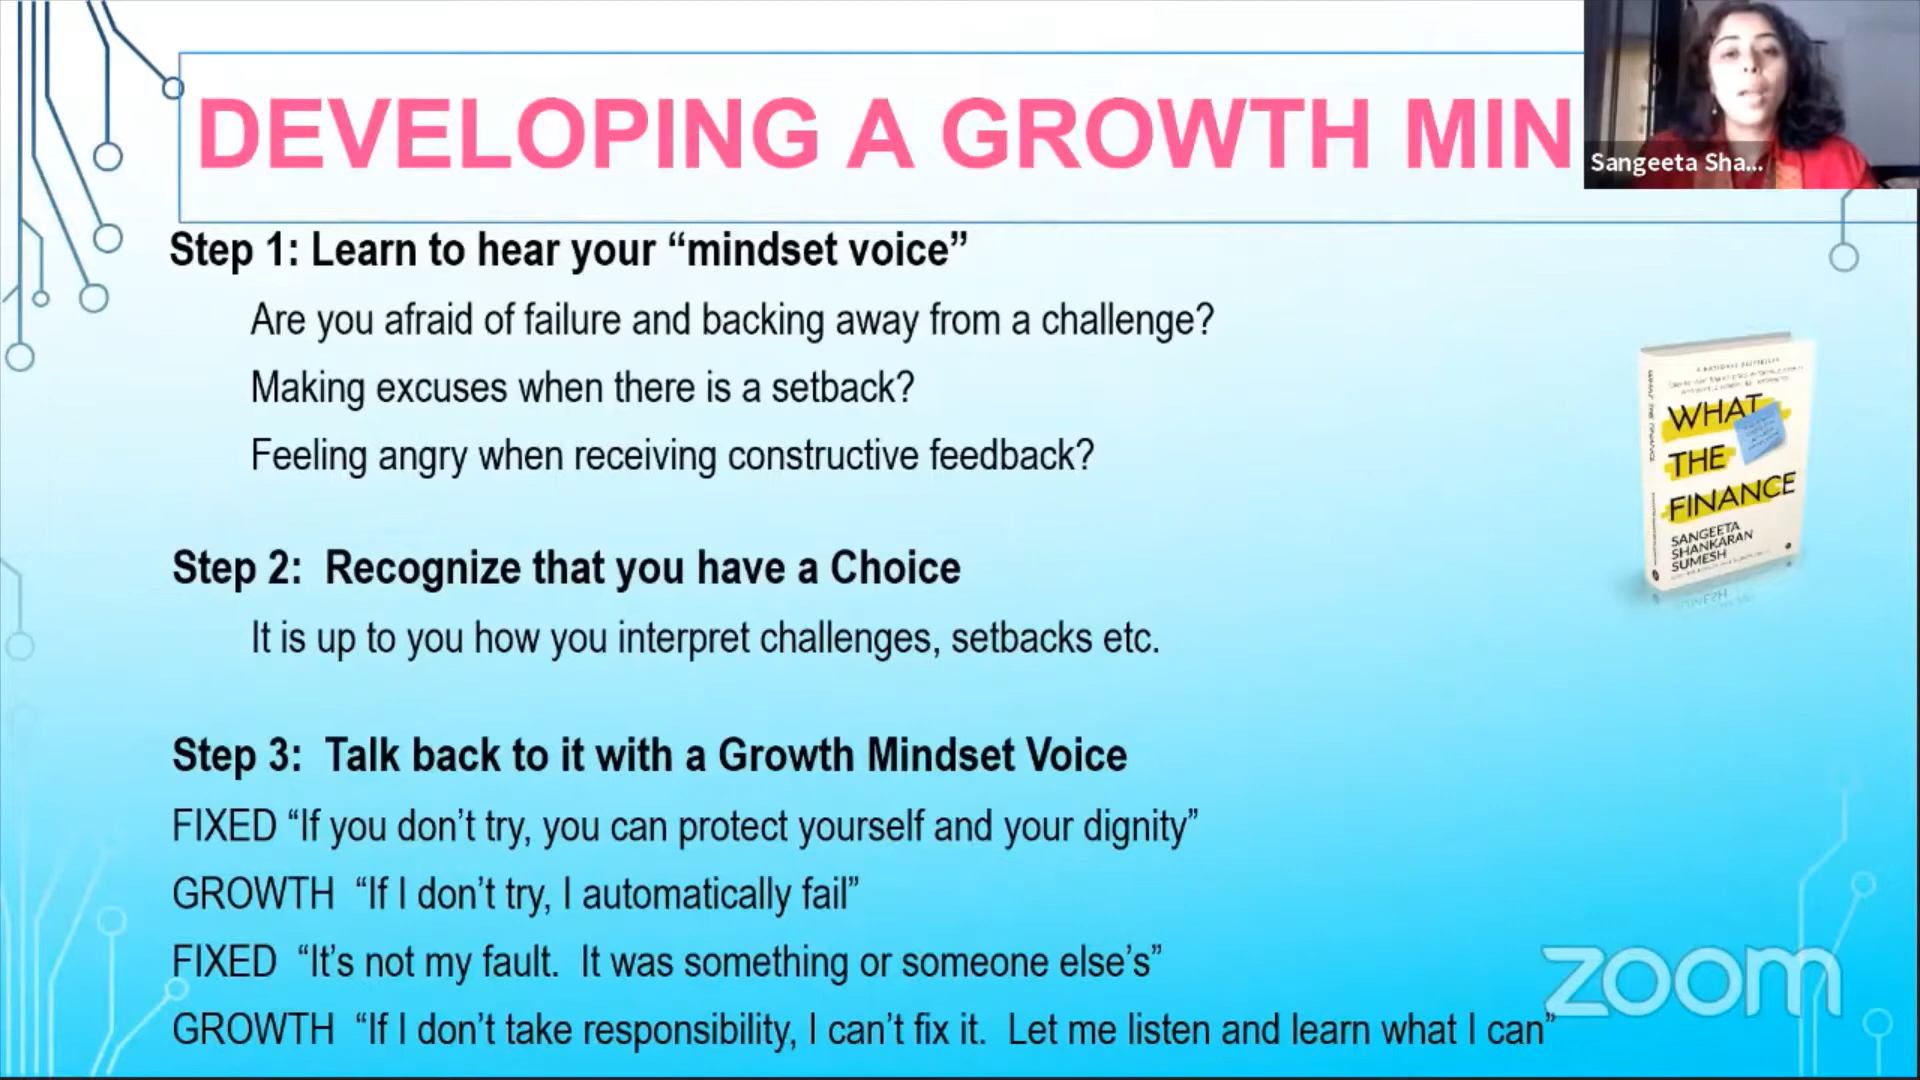 DEVELOPING A GROWTH MIN
Sangeeta Sha...
Step 1: Learn to hear your “mindset voice”
Are you afraid of failure and backing away from a challenge?
Making excuses when there is a setback?
Feeling angry when receiving constructive feedback?
A NATIONAL BESTSELLER
WHAT
THE
FINANCE
SANGEETA
SHANKARAN
SUMESH
WHAT THE FINANCE
Step 2: Recognize that you have a Choice
It is up to you how you interpret challenges, setbacks etc.
Step 3: Talk back to it with a Growth Mindset Voice
FIXED “If you don’t try, you can protect yourself and your dignity”
GROWTH “If I don’t try, I automatically fail”
FIXED “It’s not my fault. It was something or someone else’s”
GROWTH “If I don’t take responsibility, I can’t fix it. Let me listen and learn what I can”
zoom